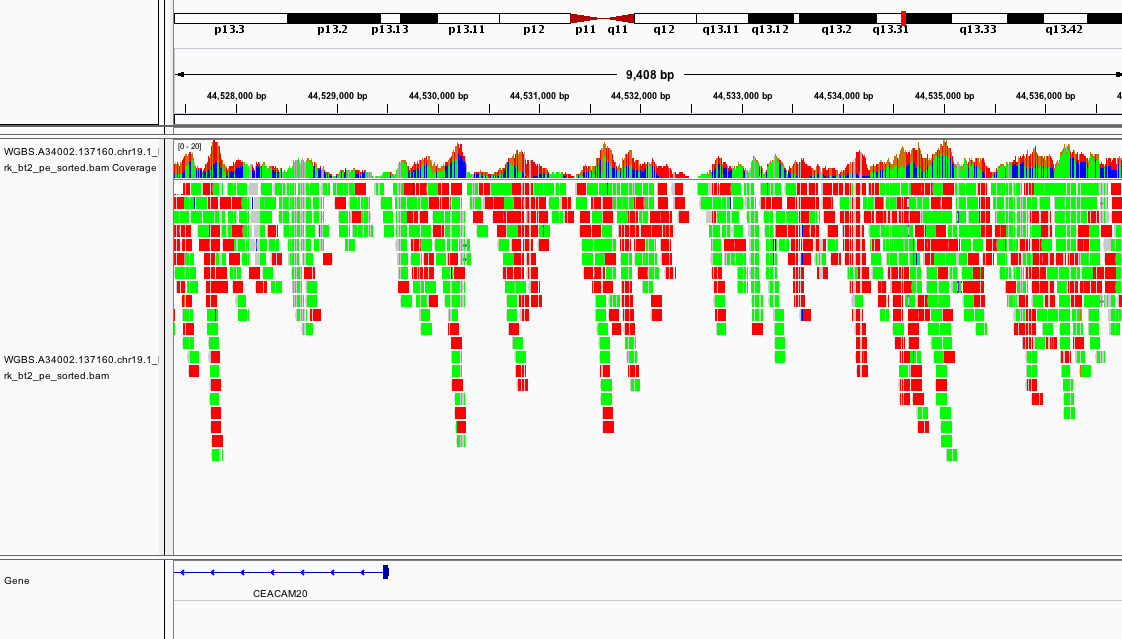 p13.3 p13.2 p13.13 p13.11 p12 p11 q11 q12 q13.11 q13.12 q13.2 q13.31 q13.33 q13.42
9,408 bp
44,528,000 bp 44,529,000 bp 44,530,000 bp 44,531,000 bp 44,532,000 bp 44,533,000 bp 44,534,000 bp 44,535,000 bp 44,536,000 bp
WGBS.A34002.137160.chr19.1_
rk_bt2_pe_sorted.bam Coverage
[0 - 20]
WGBS.A34002.137160.chr19.1_
rk_bt2_pe_sorted.bam
Gene
CEACAM20